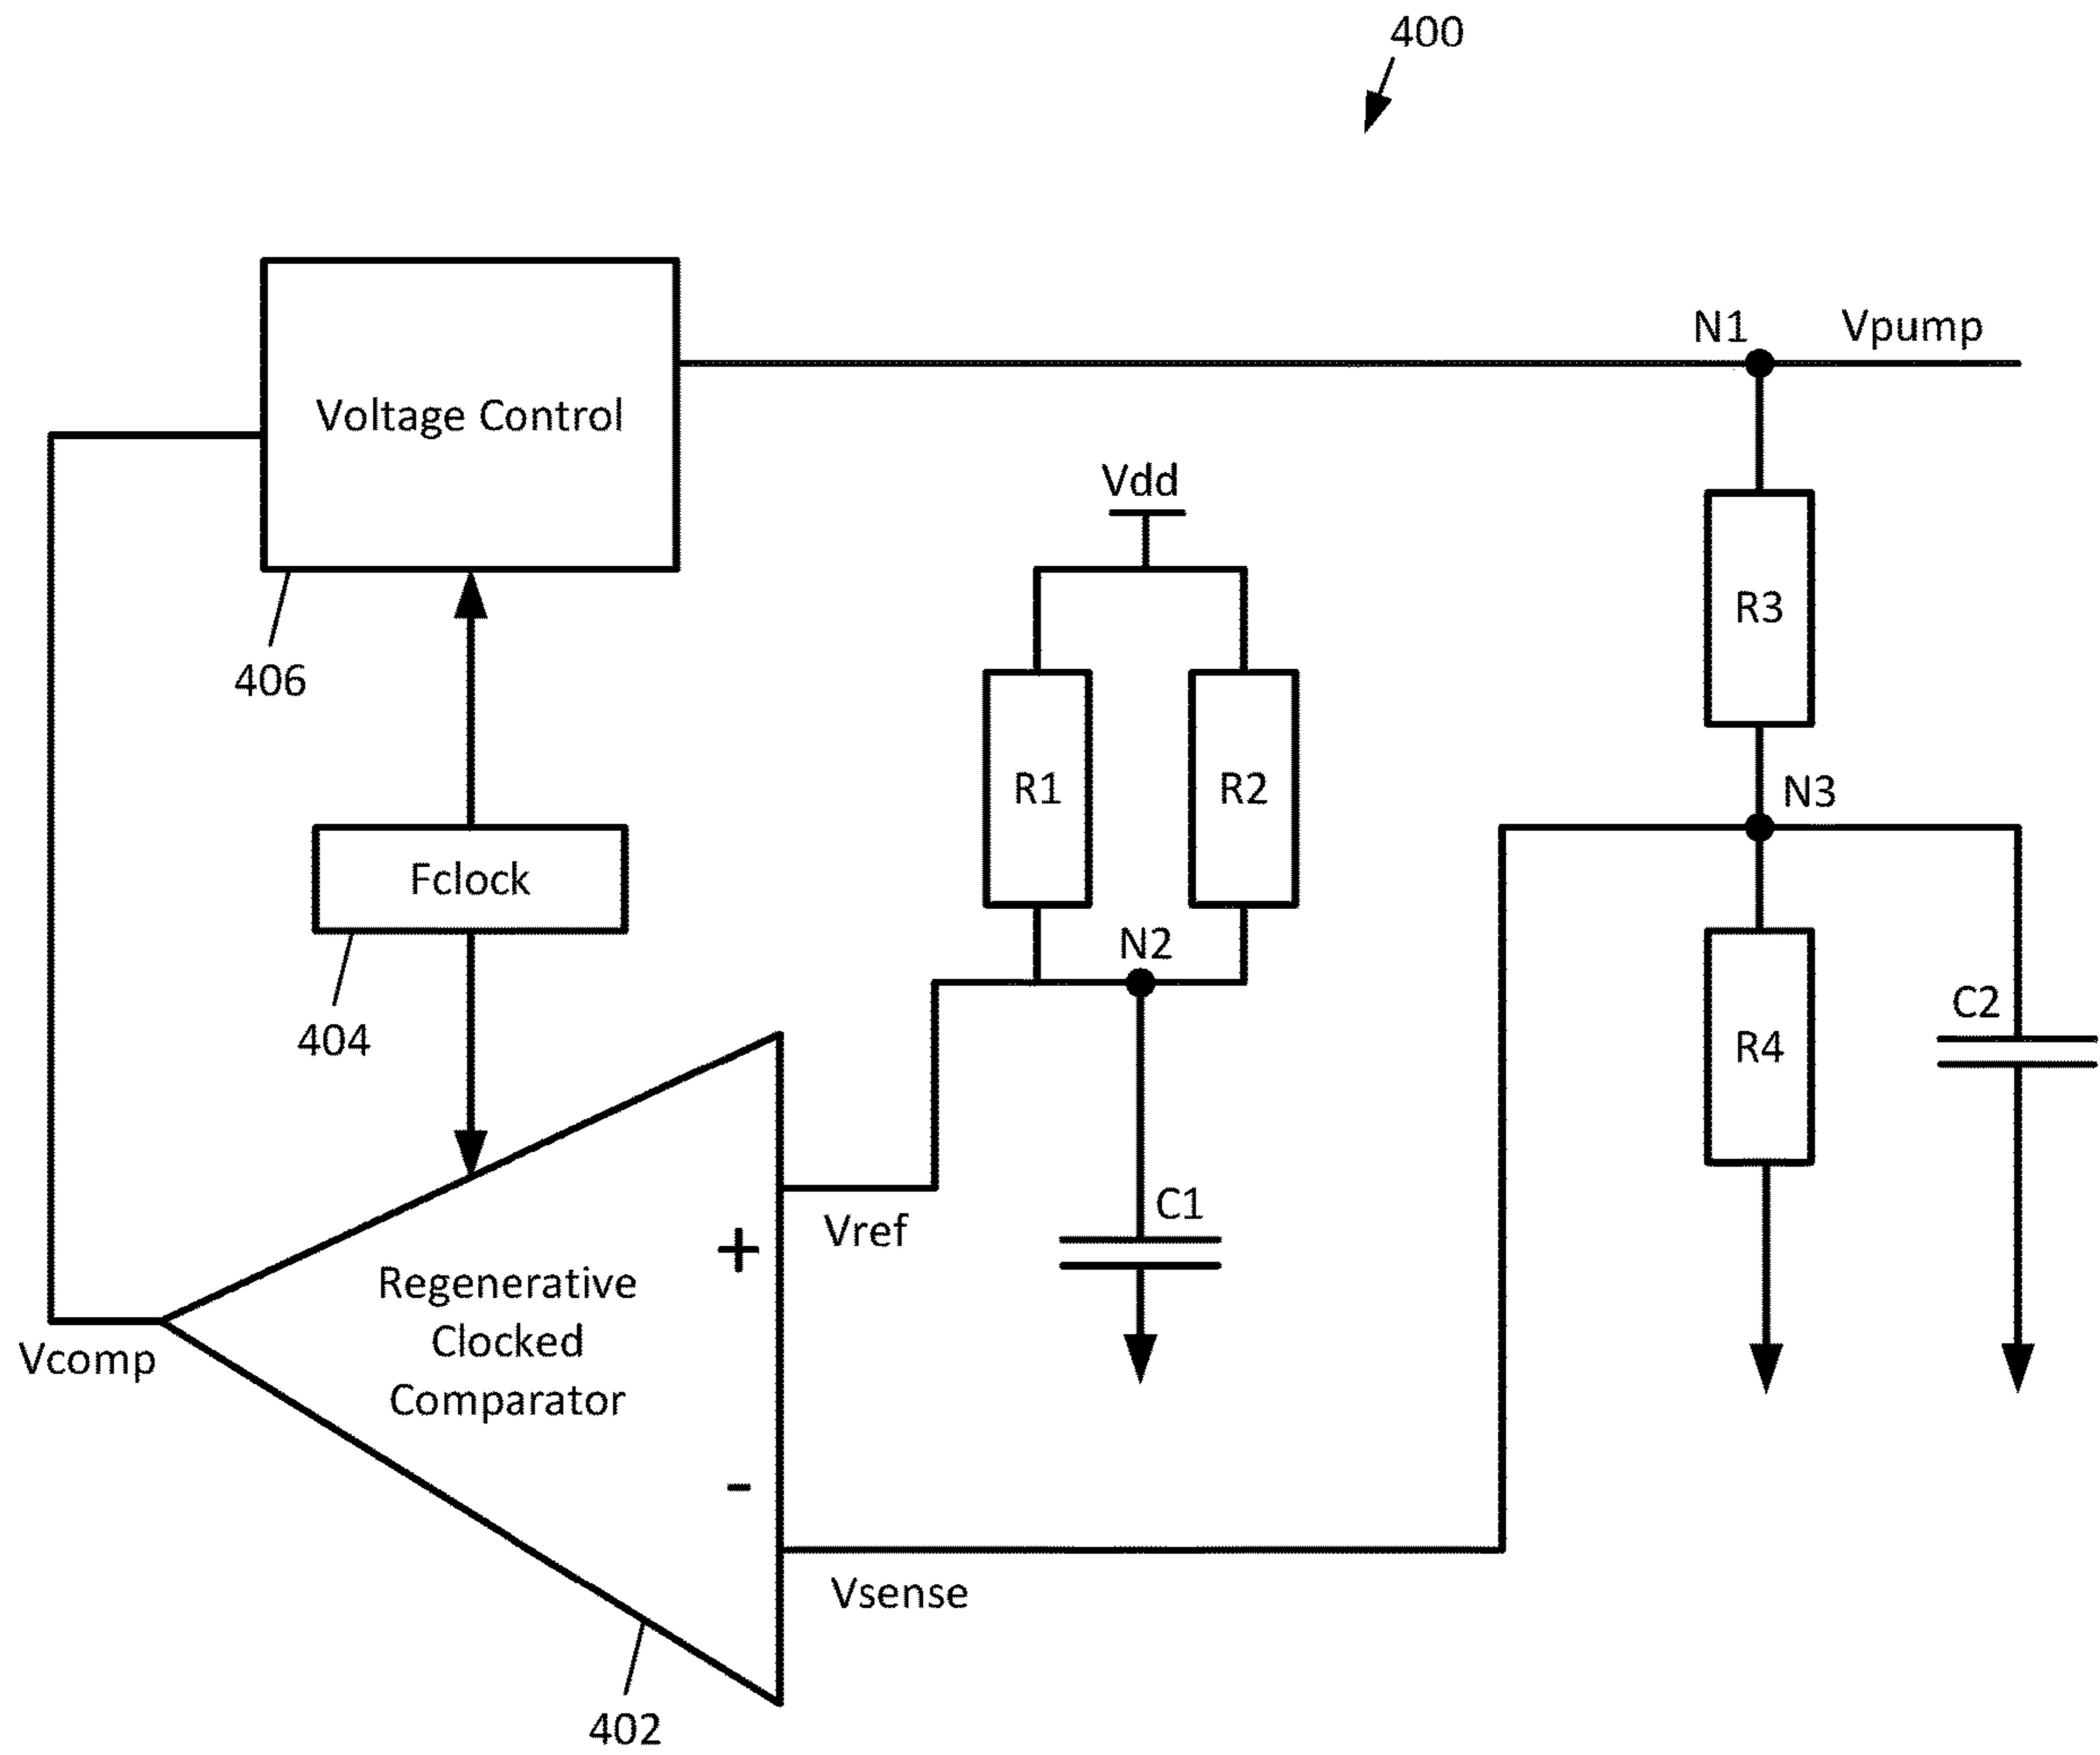 400
N1
Vpump
Voltage Control
Vdd
R3
406
R1
R2
N3
Fclock
N2
C2
404
R4
C1
Vref
+
Regenerative
Clocked
Comparator
Vcomp
-
Vsense
402